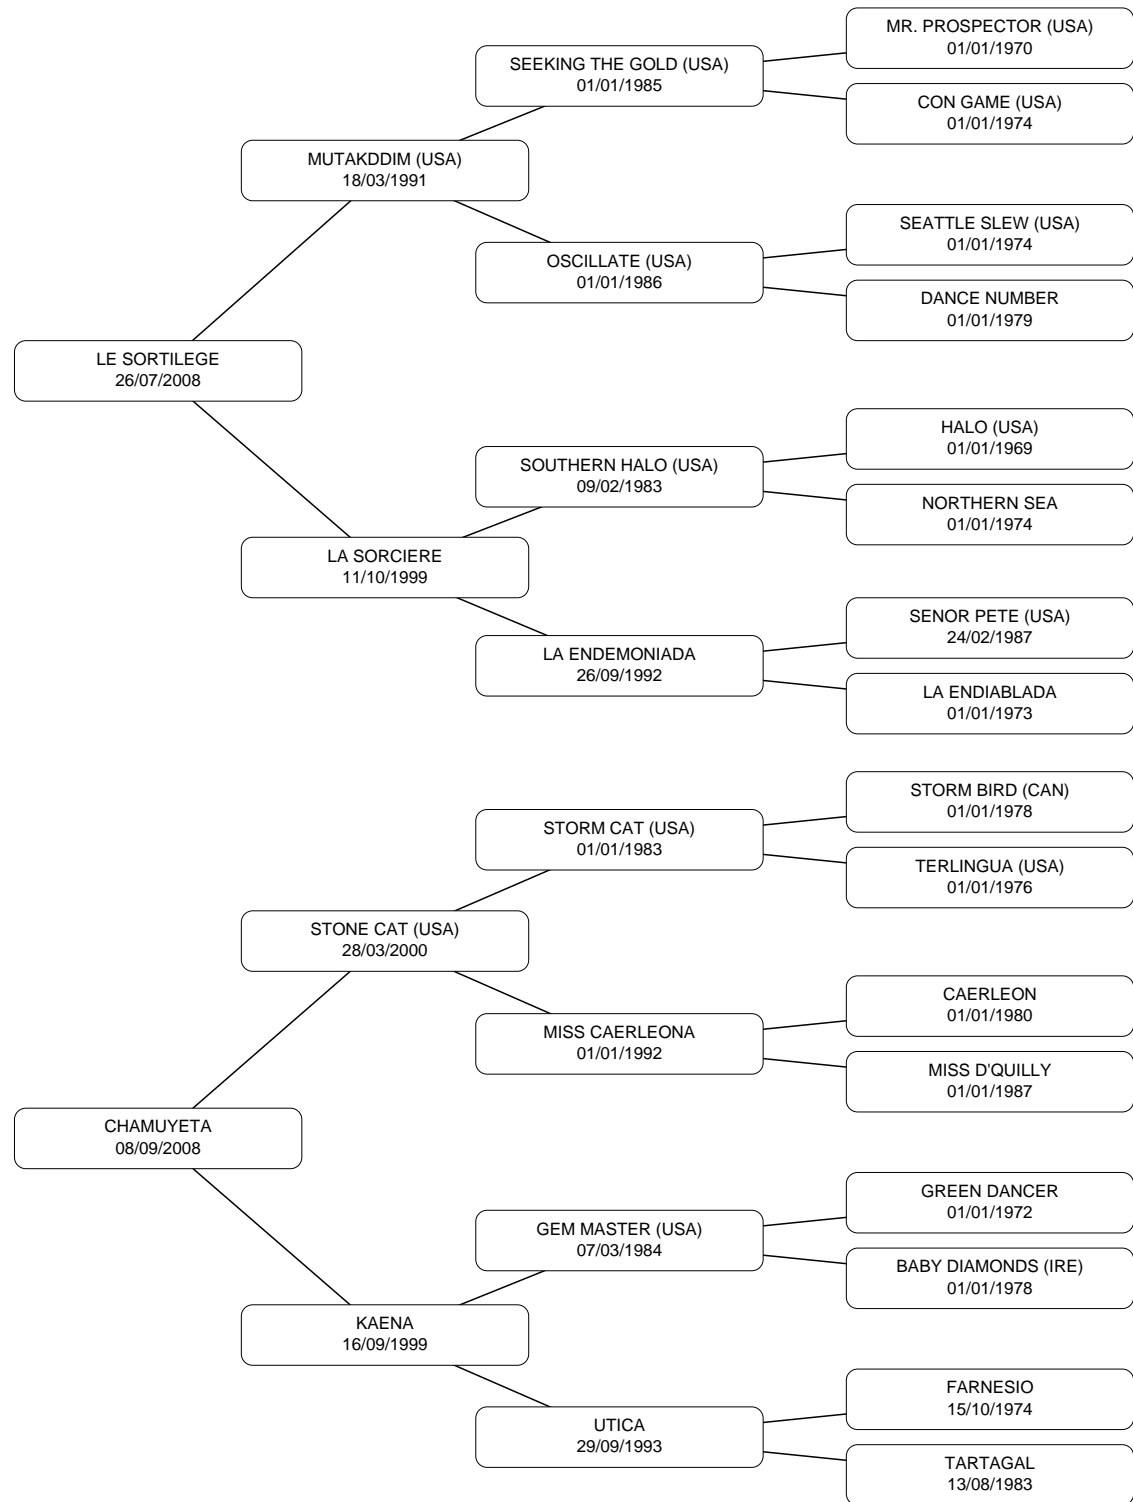 MR. PROSPECTOR (USA)
01/01/1970
SEEKING THE GOLD (USA)
01/01/1985
CON GAME (USA)
01/01/1974
MUTAKDDIM (USA)
18/03/1991
SEATTLE SLEW (USA)
01/01/1974
OSCILLATE (USA)
01/01/1986
DANCE NUMBER
01/01/1979
LE SORTILEGE
26/07/2008
HALO (USA)
01/01/1969
SOUTHERN HALO (USA)
09/02/1983
NORTHERN SEA
01/01/1974
LA SORCIERE
11/10/1999
SENOR PETE (USA)
24/02/1987
LA ENDEMONIADA
26/09/1992
LA ENDIABLADA
01/01/1973
STORM BIRD (CAN)
01/01/1978
STORM CAT (USA)
01/01/1983
TERLINGUA (USA)
01/01/1976
STONE CAT (USA)
28/03/2000
CAERLEON
01/01/1980
MISS CAERLEONA
01/01/1992
MISS D'QUILLY
01/01/1987
CHAMUYETA
08/09/2008
GREEN DANCER
01/01/1972
GEM MASTER (USA)
07/03/1984
BABY DIAMONDS (IRE)
01/01/1978
KAENA
16/09/1999
FARNESIO
15/10/1974
UTICA
29/09/1993
TARTAGAL
13/08/1983